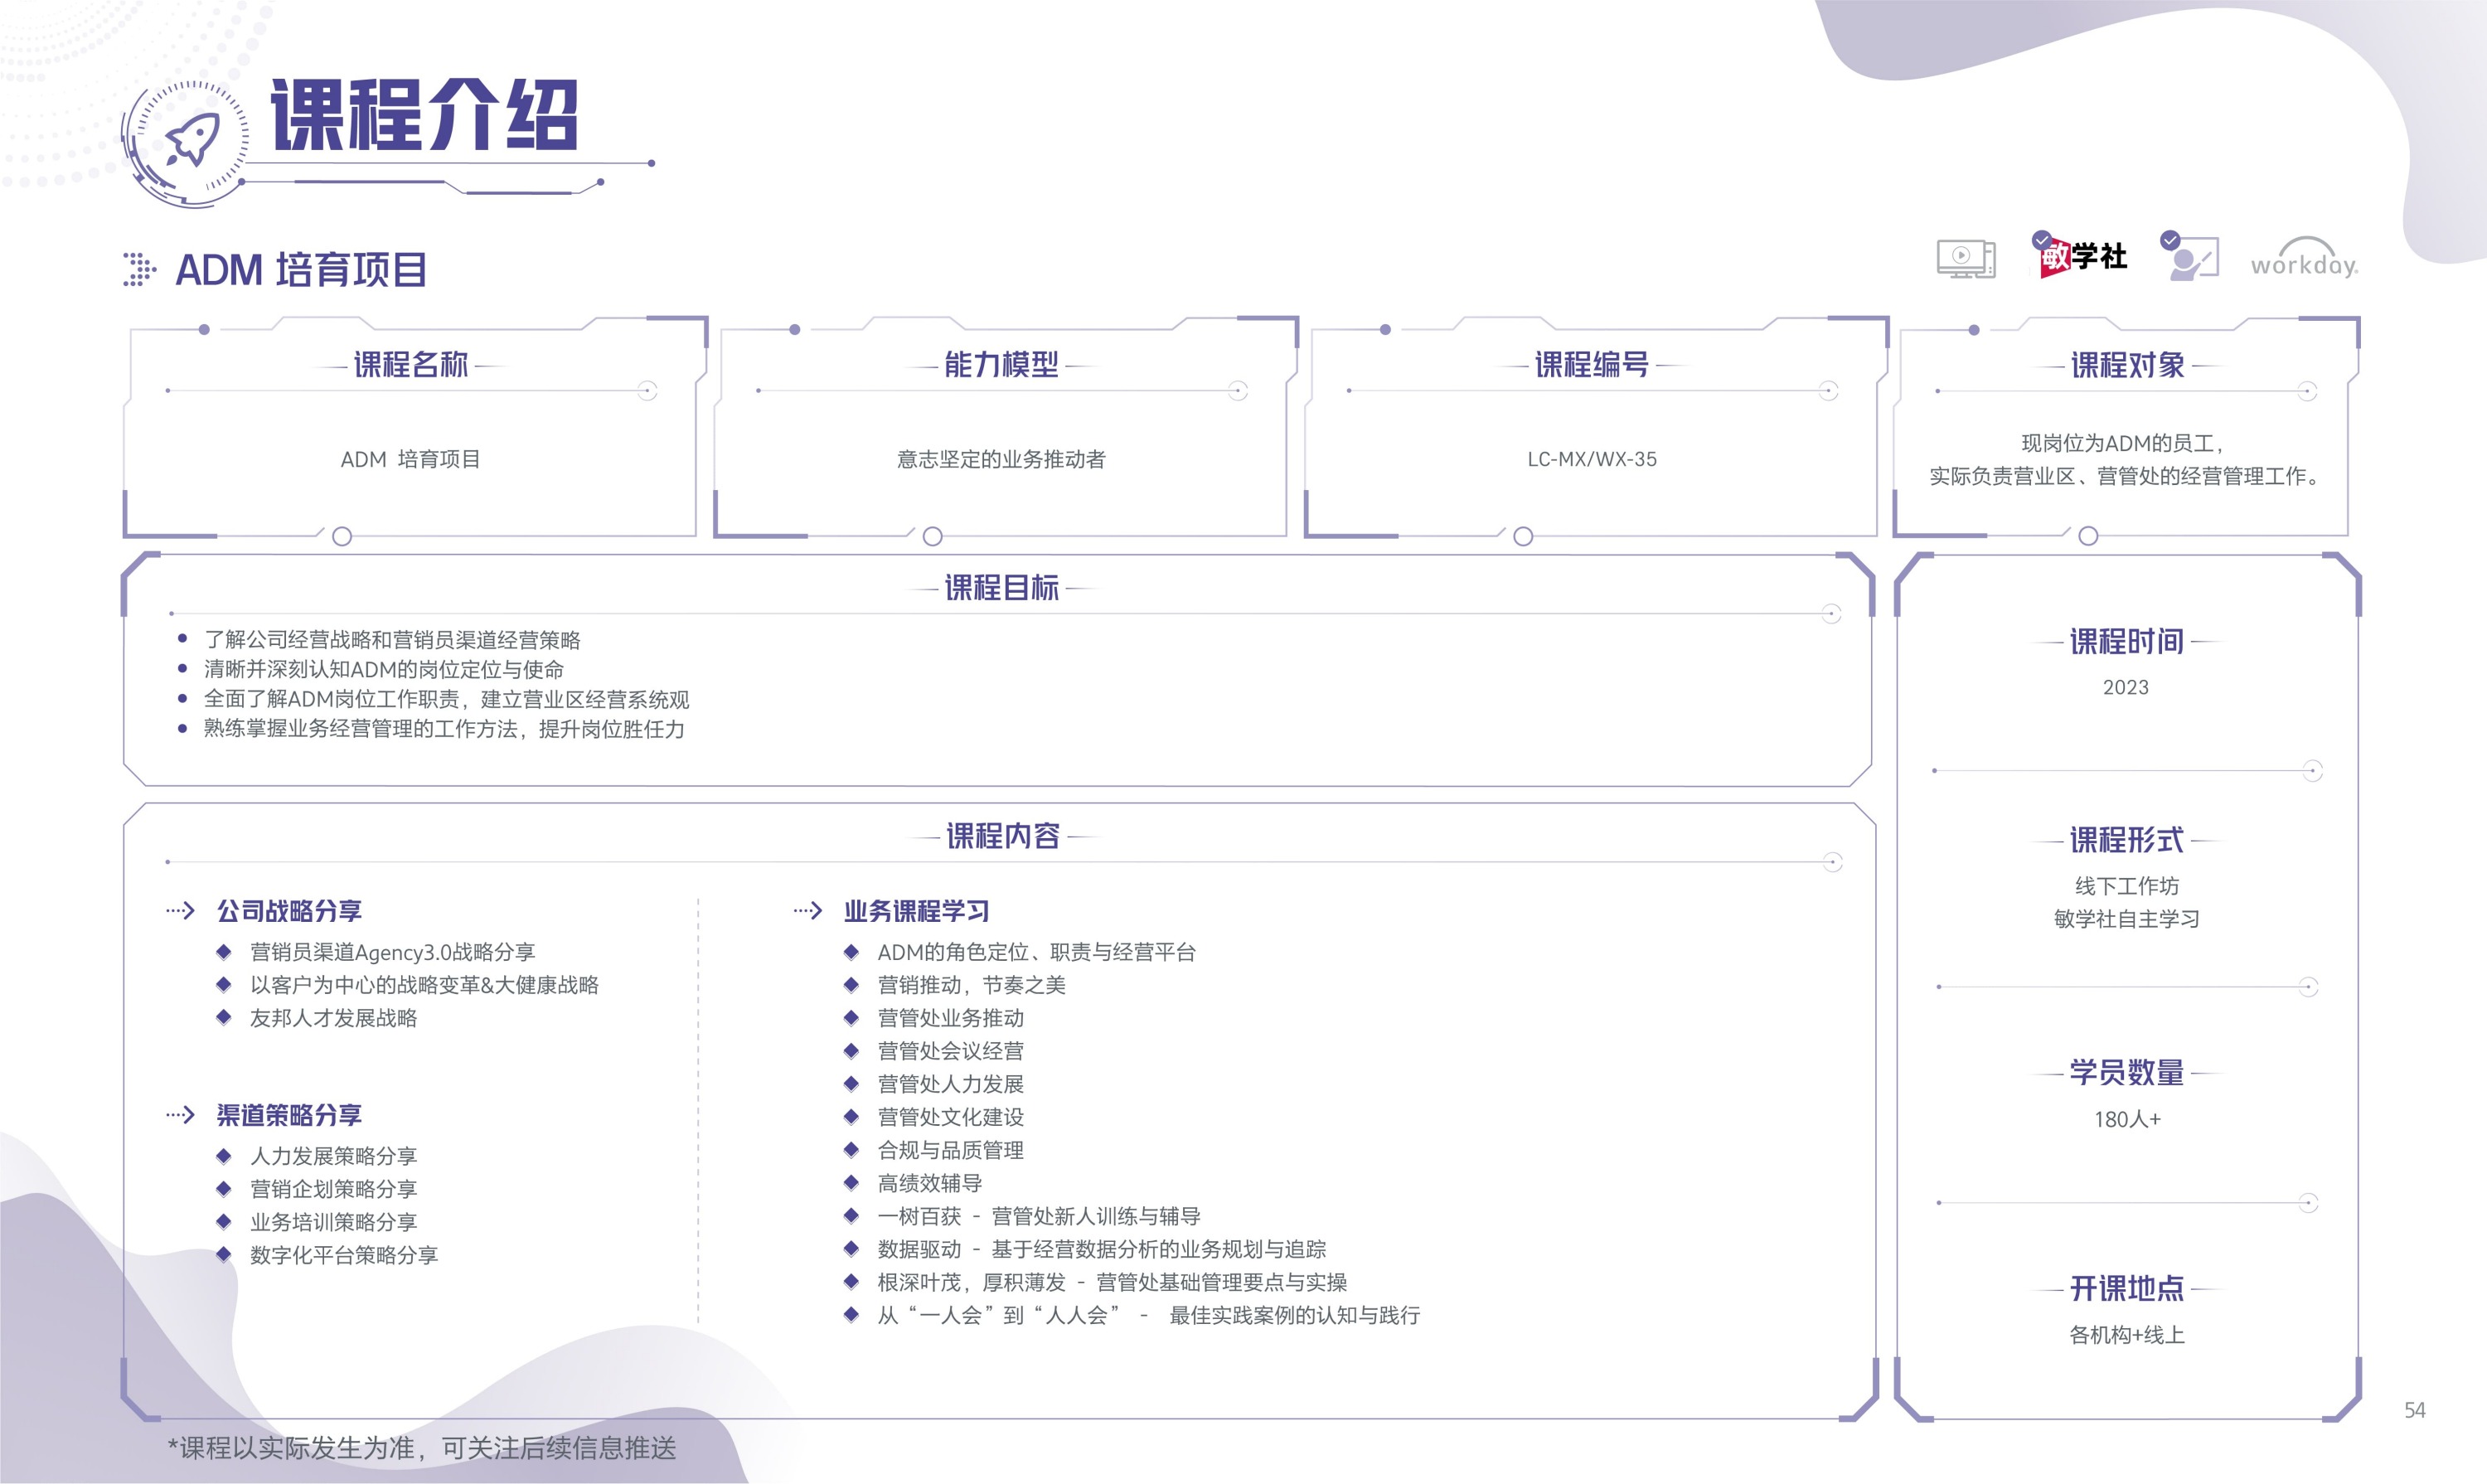 课程介绍
ADM 培育项目
敏学社
workday.
课程名称
ADM 培育项目
能力模型
意志坚定的业务推动者
课程编号
LC-MX/WX-35
课程对象
现岗位为ADM的员工，
实际负责营业区、营管处的经营管理工作。
课程目标
了解公司经营战略和营销员渠道经营策略
清晰并深刻认知ADM的岗位定位与使命
全面了解ADM岗位工作职责，建立营业区经营系统观
熟练掌握业务经营管理的工作方法，提升岗位胜任力
课程内容
公司战略分享
营销员渠道Agency3.0战略分享
以客户为中心的战略变革&大健康战略
友邦人才发展战略
渠道策略分享
人力发展策略分享
营销企划策略分享
业务培训策略分享
数字化平台策略分享
业务课程学习
ADM的角色定位、职责与经营平台
营销推动，节奏之美
营管处业务推动
营管处会议经营
营管处人力发展
营管处文化建设
合规与品质管理
高绩效辅导
一树百获 - 营管处新人训练与辅导
数据驱动 - 基于经营数据分析的业务规划与追踪
根深叶茂，厚积薄发 - 营管处基础管理要点与实操
从“一人会”到“人人会” - 最佳实践案例的认知与践行
课程时间
2023
课程形式
线下工作坊
敏学社自主学习
学员数量
180人+
开课地点
各机构+线上
*课程以实际发生为准，可关注后续信息推送
54